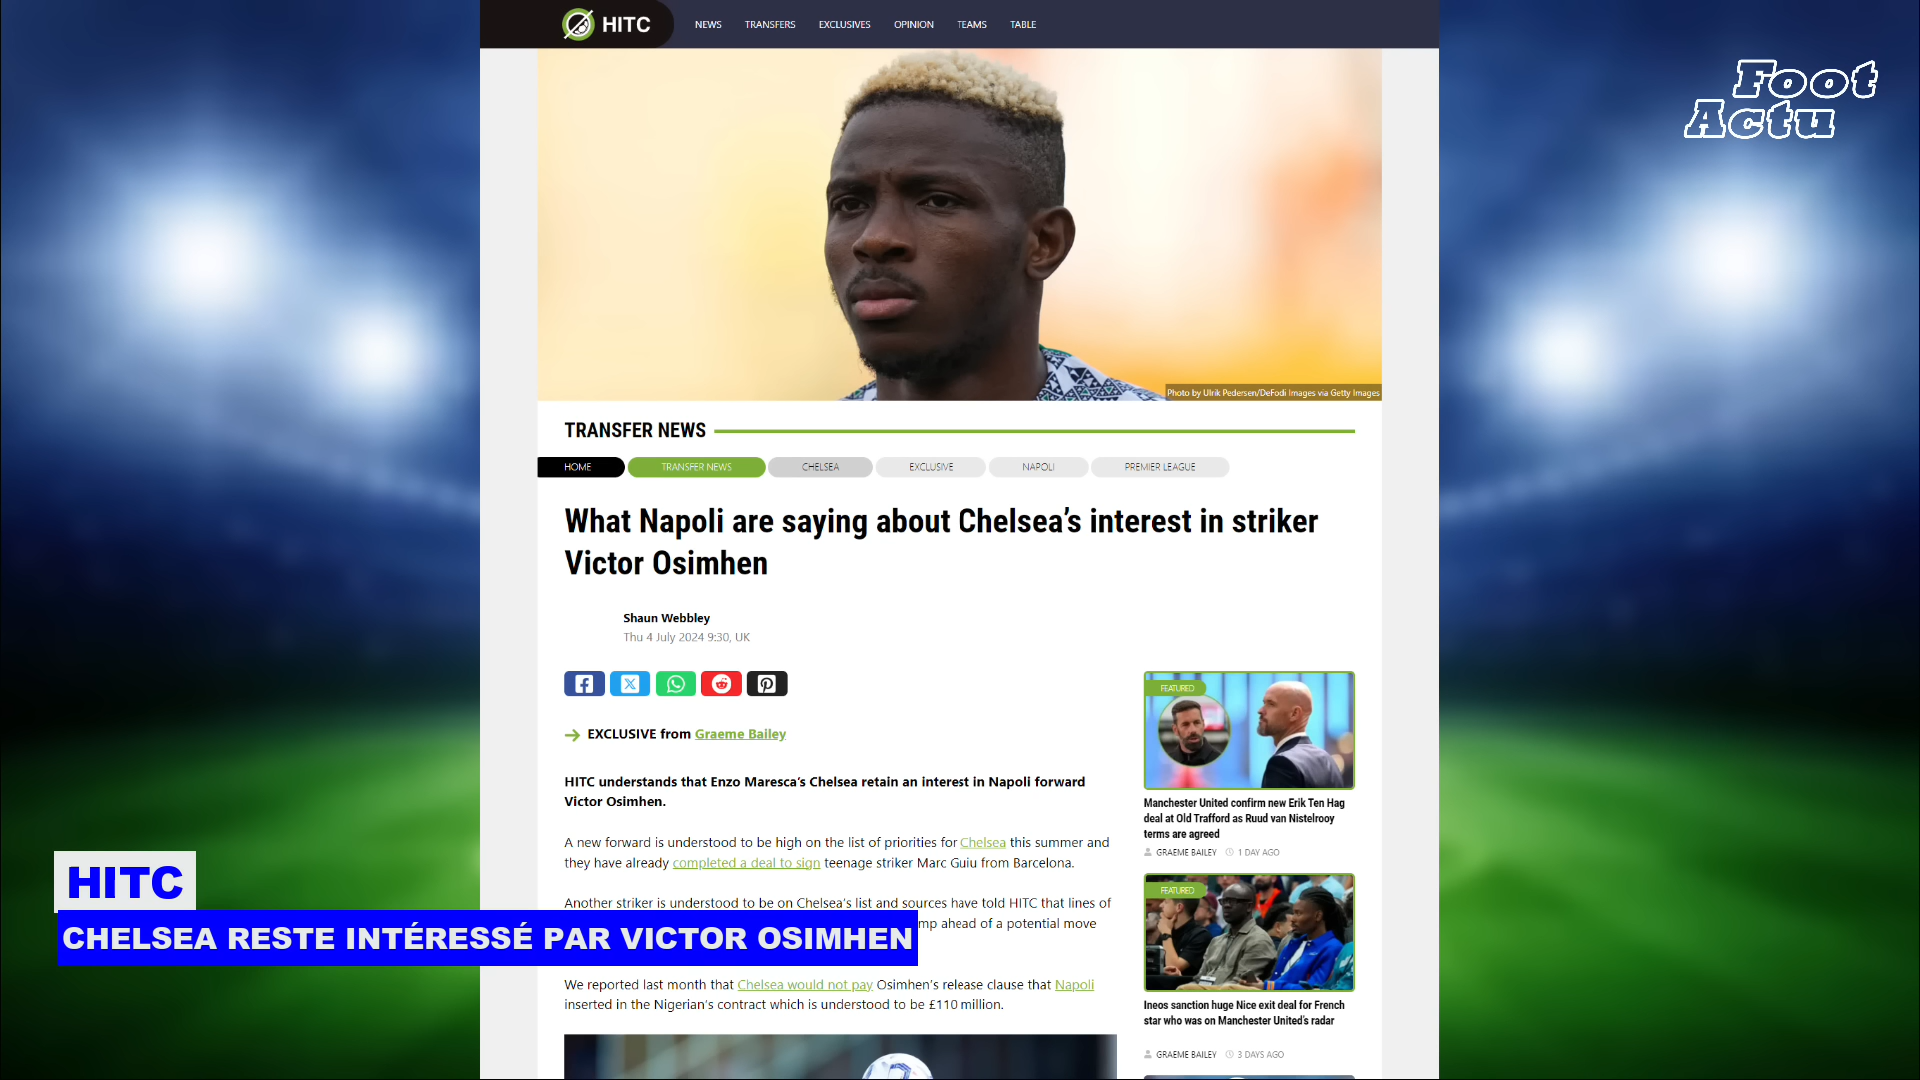 HITC
NEWS
TRANSFERS
EXCLUSIVES
OPINION
TEAMS
TABLE
Foot
Actu
Photo by Ulrik Pedersen/DeFodi Images via Getty Images
TRANSFER NEWS
HOME
TRANSFER NEWS
CHELSEA
EXCLUSIVE
NAPOLI
PREMIER LEAGUE
What Napoli are saying about Chelsea's interest in striker
Victor Osimhen
Shaun Webbley
Thu 4 July 2024 9:30, UK
EXCLUSIVE from Graeme Bailey
HITC understands that Enzo Maresca's Chelsea retain an interest in Napoli forward
Victor Osimhen.
A new forward is understood to be high on the list of priorities for Chelsea this summer and
they have already completed a deal to sign teenage striker Marc Guiu from Barcelona.
Another striker is understood to be on Chelsea's list and sources have told HITC that lines of
mp ahead of a potential move
We reported last month that Chelsea would not pay Osimhen's release clause that Napoli
inserted in the Nigerian's contract which is understood to be £110 million.
FEATURED
Manchester United confirm new Erik Ten Hag
deal at Old Trafford as Ruud van Nistelrooy
terms are agreed
GRAEME BAILEY 1 DAY AGO
FEATURED
Ineos sanction huge Nice exit deal for French
star who was on Manchester United's radar
GRAEME BAILEY 3 DAYS AGO
HITC
CHELSEA RESTE INTÉRESSÉ PAR VICTOR OSIMHEN